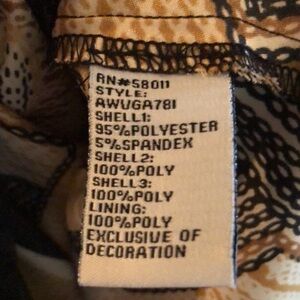 RN#58011
STYLE:
AWVGA781
SHELL1:
95%POLYESTER
5%SPANDEX
SHELL2:
100%POLY
SHELL3:
100%POLY
LINING:
100%POLY
EXCLUSIVE OF
DECORATION